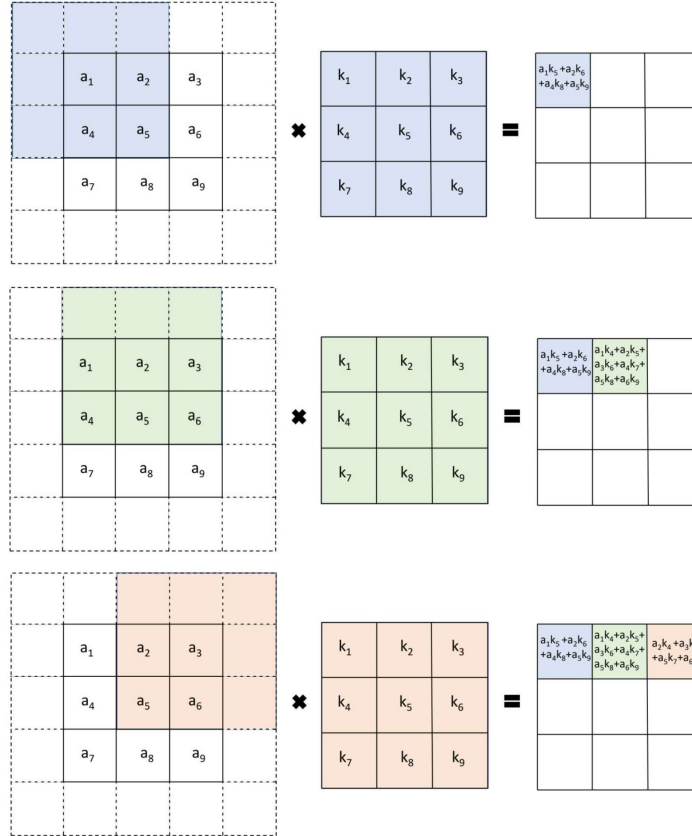 a₁ a₂ a₃
a₄ a₅ a₆
a₇ a₈ a₉
×
k₁ k₂ k₃
k₄ k₅ k₆
k₇ k₈ k₉
=
a₁k₅ +a₂k₆
+a₄k₈+a₅k₉
a₁ a₂ a₃
a₄ a₅ a₆
a₇ a₈ a₉
×
k₁ k₂ k₃
k₄ k₅ k₆
k₇ k₈ k₉
=
a₁k₅ +a₂k₆
+a₄k₈+a₅k₉
a₁k₄+a₂k₅+
a₃k₆+a₄k₇+
a₅k₈+a₆k₉
a₁ a₂ a₃
a₄ a₅ a₆
a₇ a₈ a₉
×
k₁ k₂ k₃
k₄ k₅ k₆
k₇ k₈ k₉
=
a₁k₅ +a₂k₆
+a₄k₈+a₅k₉
a₁k₄+a₂k₅+
a₃k₆+a₄k₇+
a₅k₈+a₆k₉
a₂k₄+a₃k
+a₅k₇+a₆